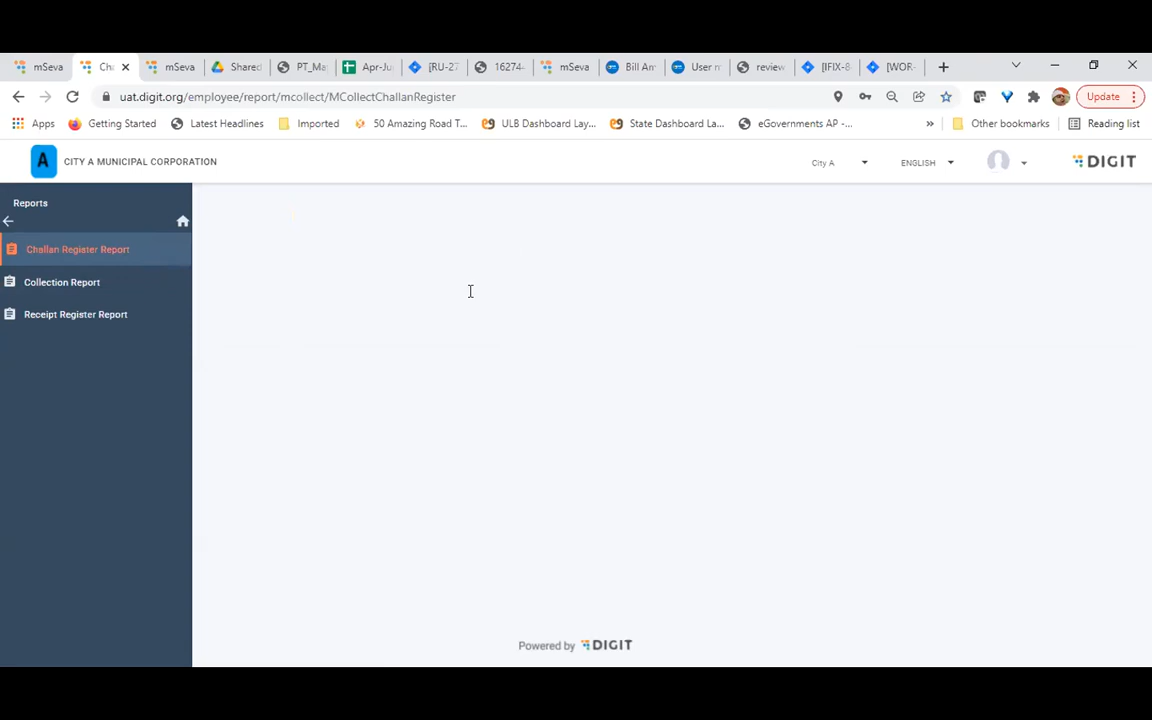 mSeva
Ch
mSeva
Shared
PT_Ma
Apr-Ju
[RU-27
16274
mSeva
Bill Am
User m
review
[IFIX-8
[WOR-
uat.digit.org/employee/report/mcollect/MCollectChallanRegister
Update
Apps
Getting Started
Latest Headlines
Imported
50 Amazing Road T...
ULB Dashboard Lay...
State Dashboard La...
eGovernments AP -...
»
Other bookmarks
Reading list
A
CITY A MUNICIPAL CORPORATION
City A
ENGLISH
DIGIT
Reports
Challan Register Report
Collection Report
Receipt Register Report
Powered by DIGIT